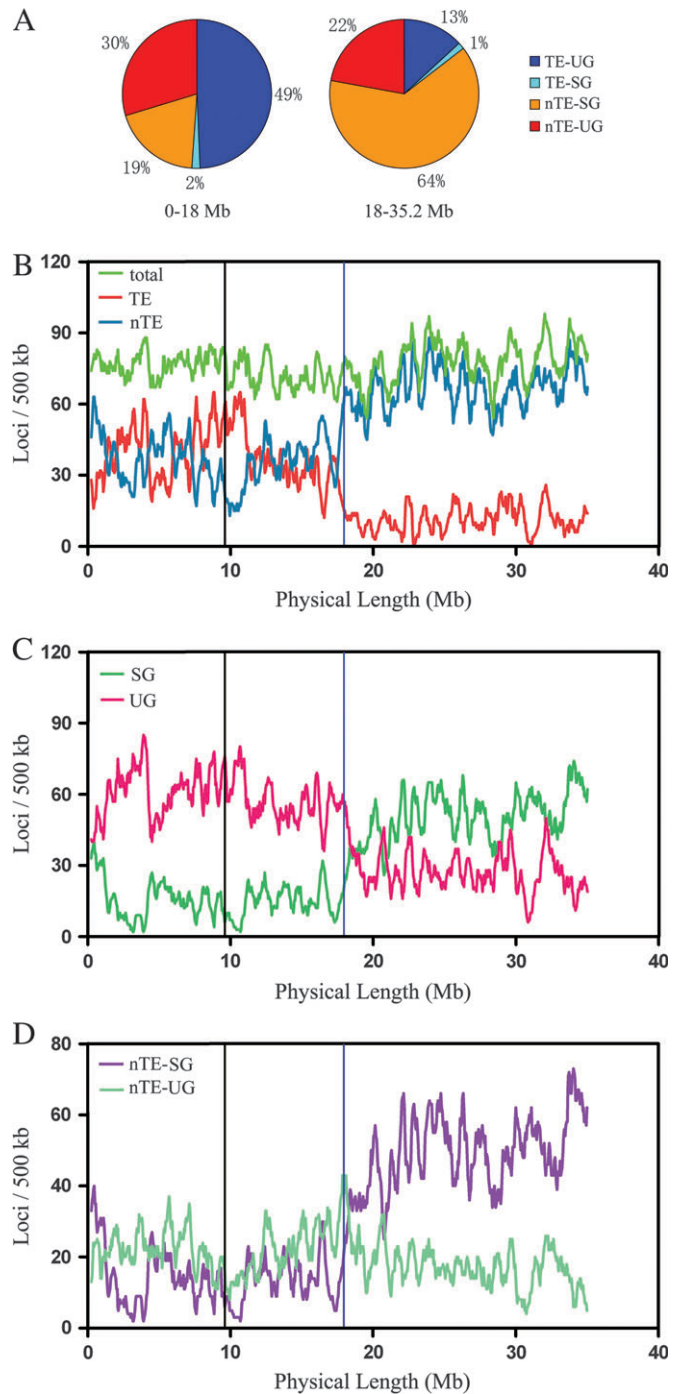 A
30%
49%
19%
2%
0-18 Mb
22%
13%
1%
64%
18-35.2 Mb
TE-UG
TE-SG
nTE-SG
nTE-UG
B
120
90
60
30
0
total
TE
nTE
Loci / 500 kb
0 10 20 30 40
Physical Length (Mb)
C
120
90
60
30
0
SG
UG
Loci / 500 kb
0 10 20 30 40
Physical Length (Mb)
D
80
60
40
20
0
nTE-SG
nTE-UG
Loci / 500 kb
0 10 20 30 40
Physical Length (Mb)